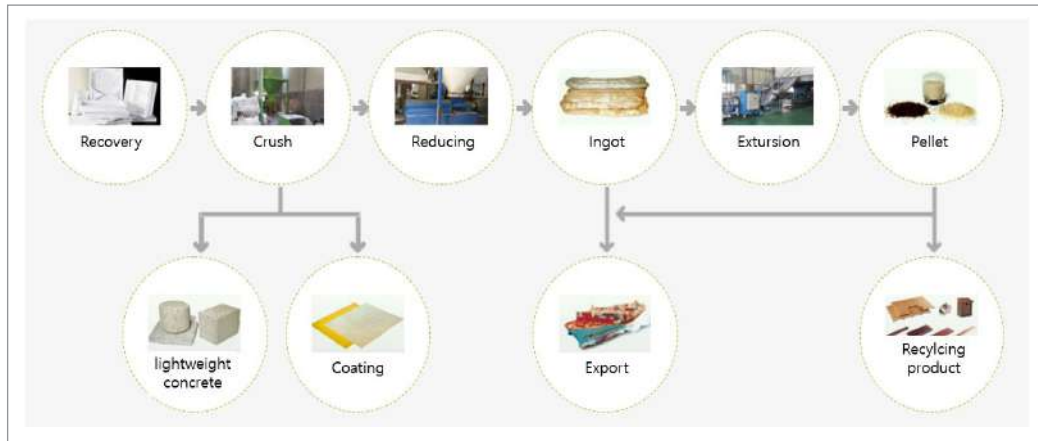 Recovery
Crush
Reducing
Ingot
Extursion
Pellet
lightweight
concrete
Coating
Export
Recylcing
product